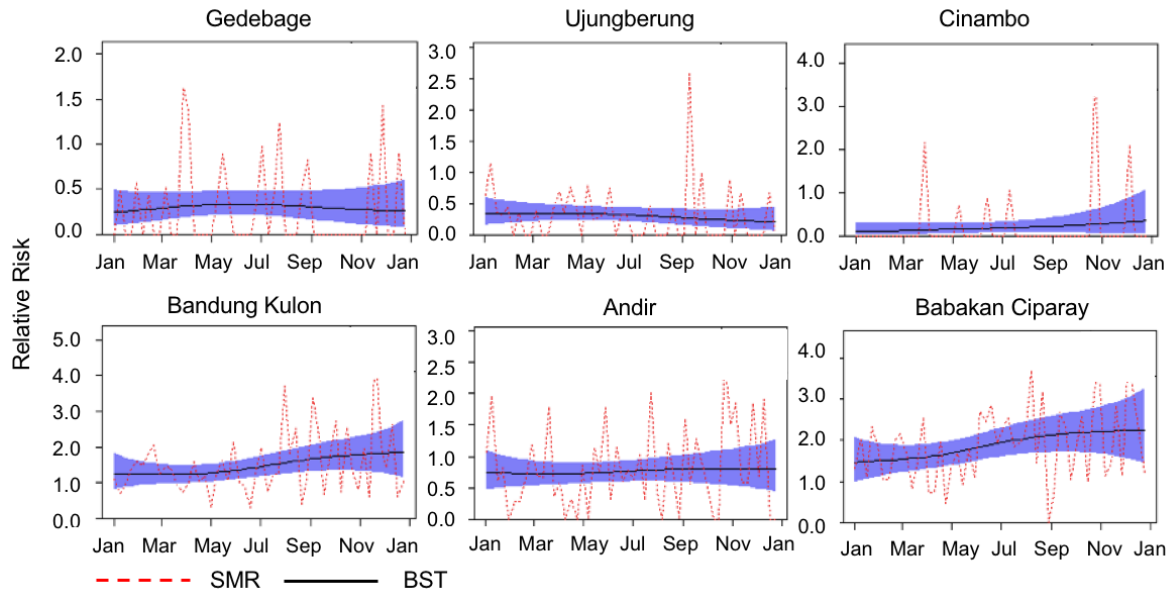 Gedebage Ujungberung Cinambo
2.0 1.5 1.0 0.5 0.0
3.0 2.5 2.0 1.5 1.0 0.5 0.0
4.0 3.0 2.0 1.0 0.0
Jan Mar May Jul Sep Nov Jan Jan Mar May Jul Sep Nov Jan Jan Mar May Jul Sep Nov Jan
Relative Risk
Bandung Kulon Andir Babakan Ciparay
5.0 4.0 3.0 2.0 1.0 0.0
3.0 2.5 2.0 1.5 1.0 0.5 0.0
4.0 3.0 2.0 1.0 0.0
Jan Mar May Jul Sep Nov Jan Jan Mar May Jul Sep Nov Jan Jan Mar May Jul Sep Nov Jan
SMR BST